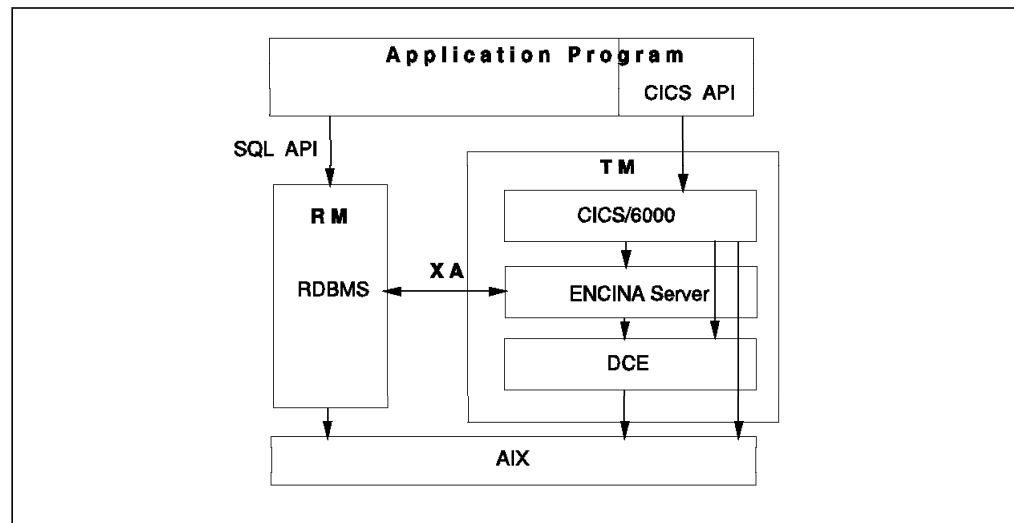 Application Program
CICS API
SQL API
TM
RM
CICS/6000
XA
RDBMS
ENCINA Server
DCE
AIX